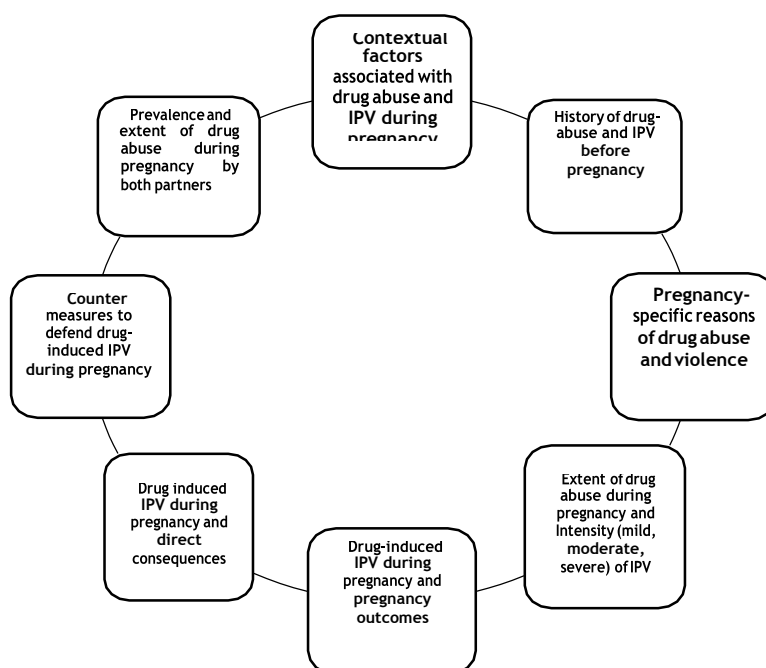 Contextual
factors
associated with
drug abuse and
IPV during
pregnancy
History of drug-
abuse and IPV
before
pregnancy
Pregnancy-
specific reasons
of drug abuse
and violence
Extent of drug
abuse during
pregnancy and
Intensity (mild,
moderate,
severe) of IPV
Drug-induced
IPV during
pregnancy and
pregnancy
outcomes
Drug induced
IPV during
pregnancy and
direct
consequences
Counter
measures to
defend drug-
induced IPV
during pregnancy
Prevalence and
extent of drug
abuse during
pregnancy by
both partners